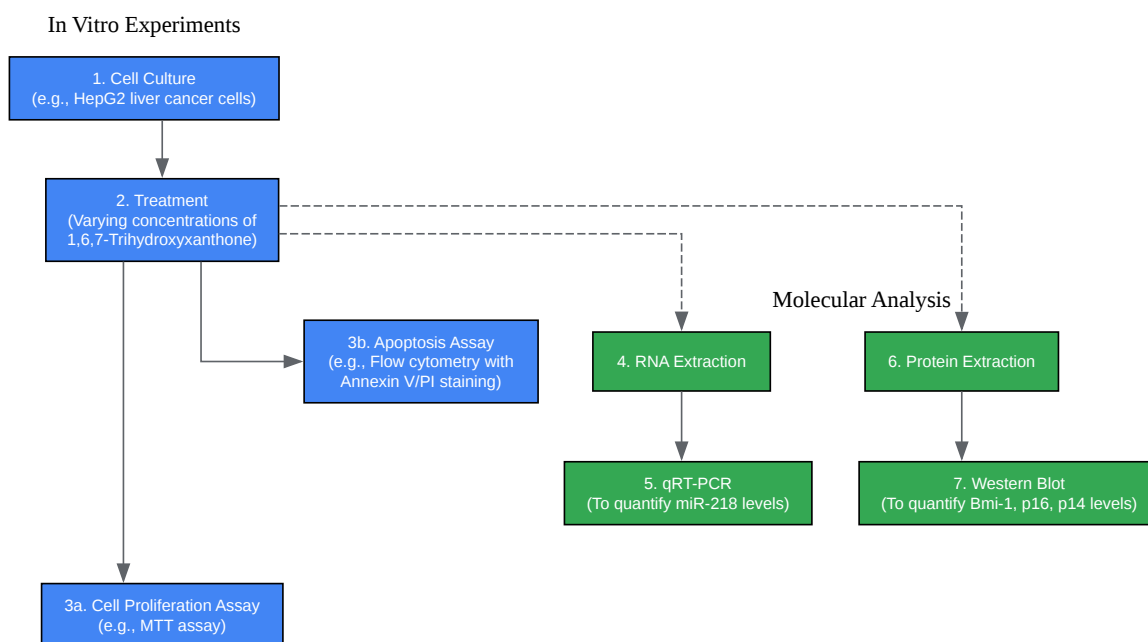 In Vitro Experiments
1. Cell Culture
(e.g., HepG2 liver cancer cells)
2. Treatment
(Varying concentrations of
1,6,7-Trihydroxyxanthone)
Molecular Analysis
3b. Apoptosis Assay
(e.g., Flow cytometry with
Annexin V/PI staining)
4. RNA Extraction
6. Protein Extraction
5. qRT-PCR
(To quantify miR-218 levels)
7. Western Blot
(To quantify Bmi-1, p16, p14 levels)
3a. Cell Proliferation Assay
(e.g., MTT assay)